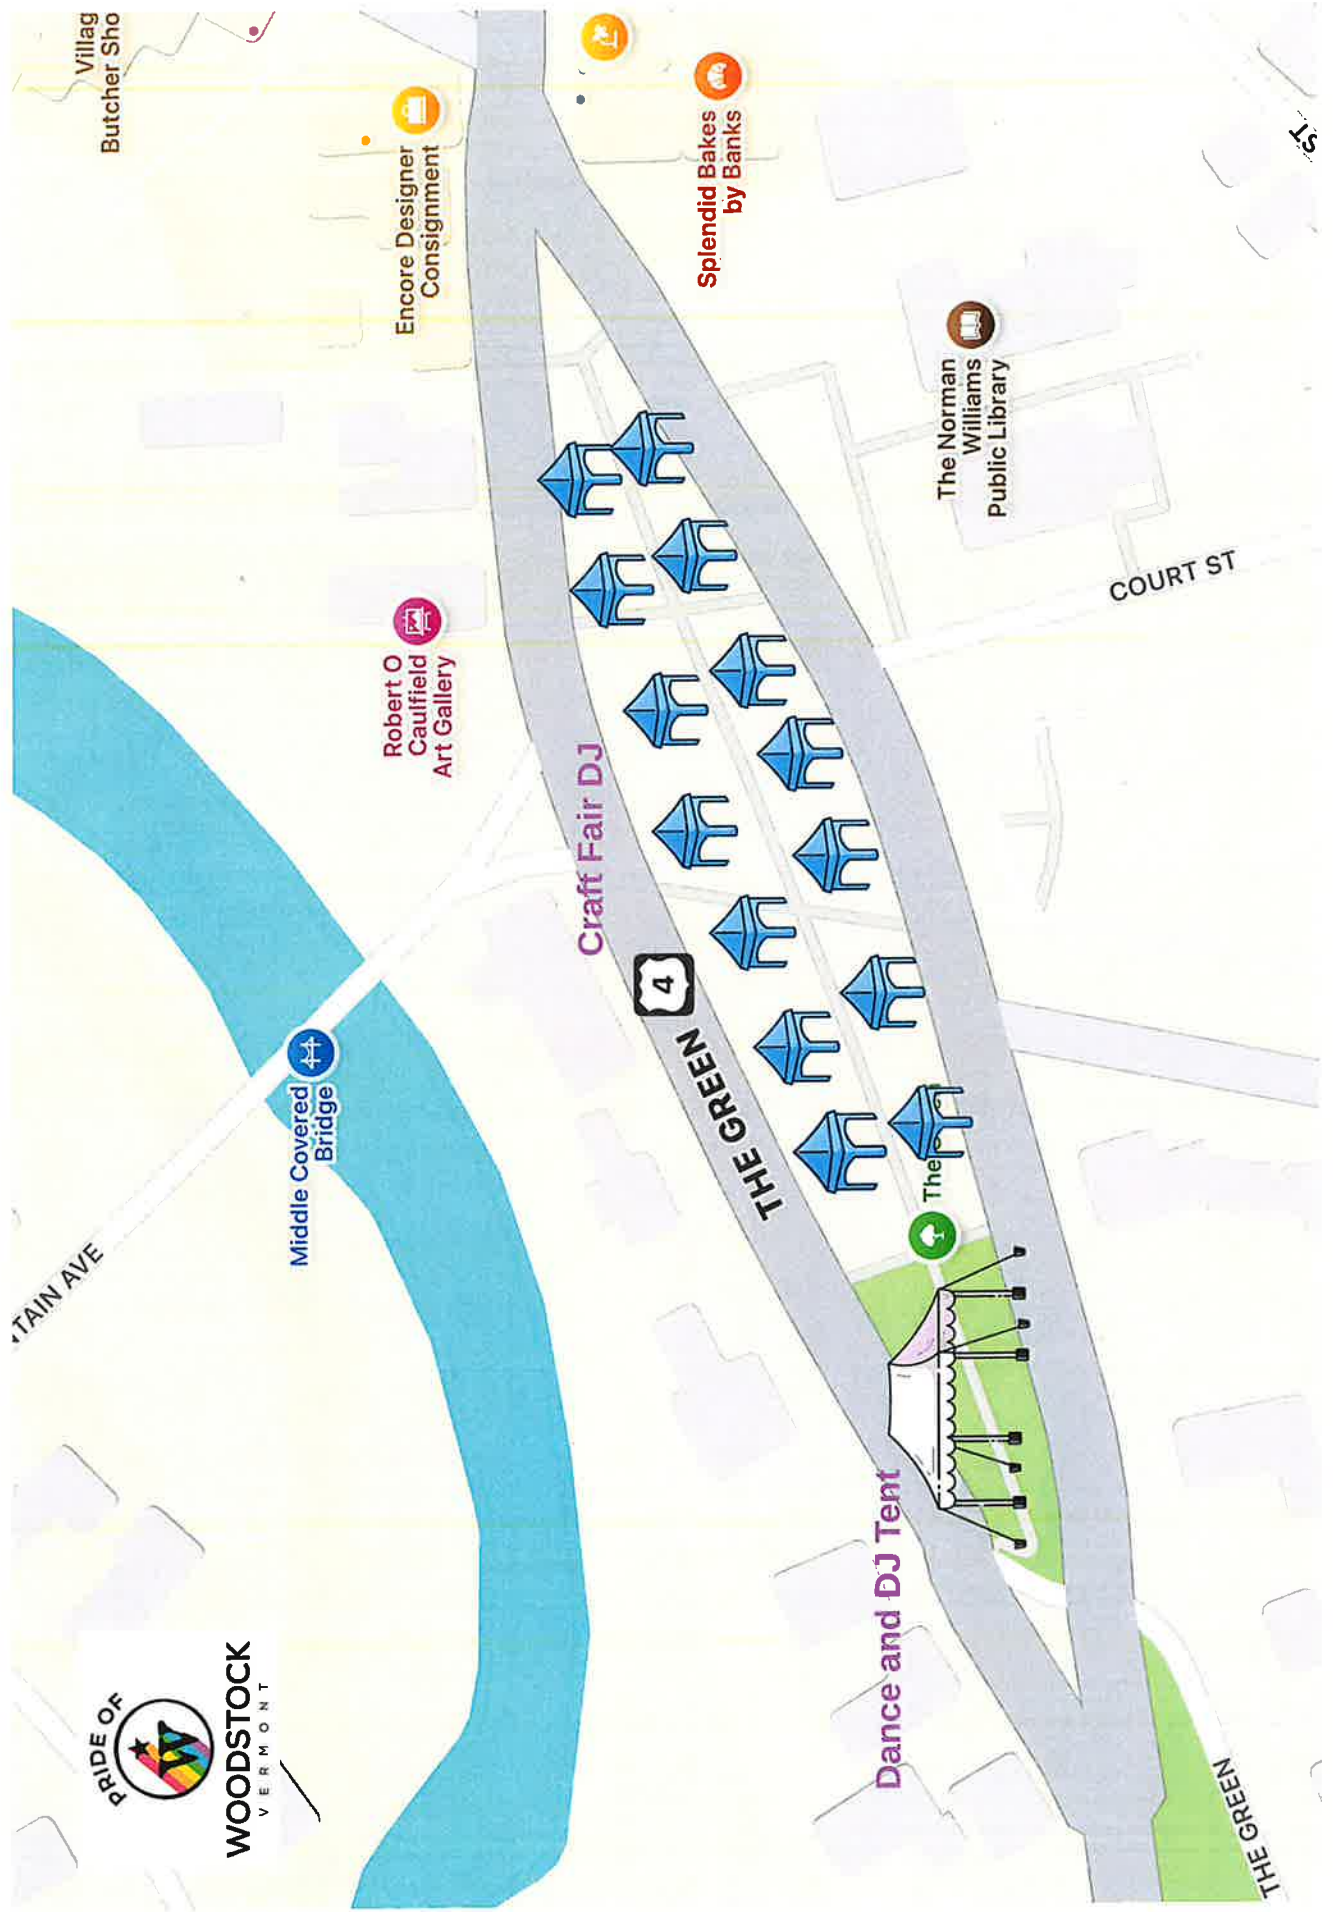 PRIDE OF
W
WOODSTOCK
VERMONT
TAIN AVE
Middle Covered
Bridge
Robert O
Caulfield
Art Gallery
Encore Designer
Consignment
Villag
Butcher Sho
Craft Fair DJ
4
THE GREEN
Splendid Bakes
by Banks
The Norman
Williams
Public Library
COURT ST
ST
The
Dance and DJ Tent
THE GREEN